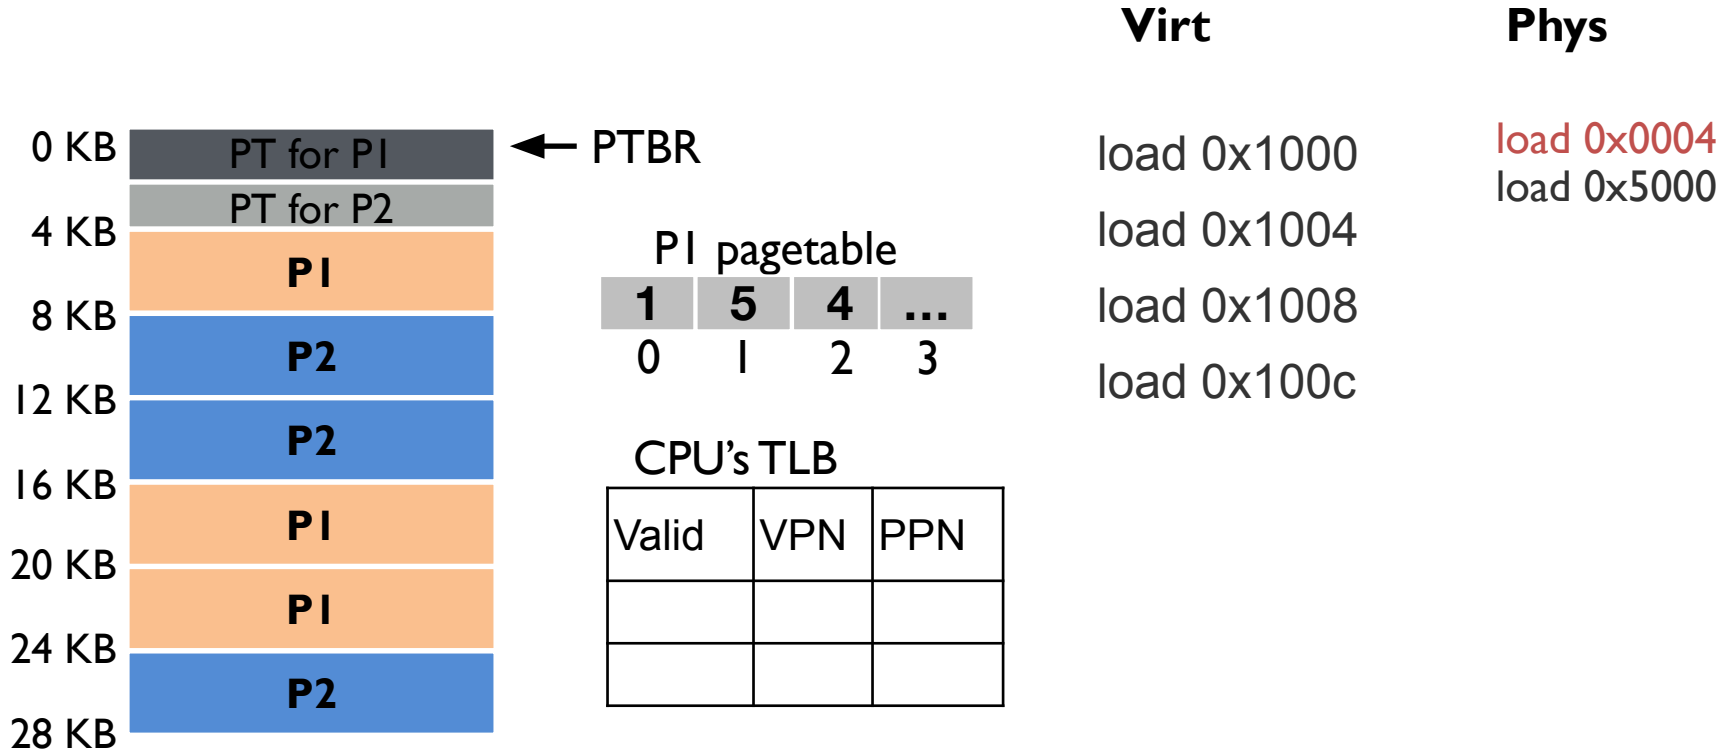 Virt Phys
0 KB
PT for P1
PTBR
PT for P2
4 KB
P1
8 KB
P2
12 KB
P2
16 KB
P1
20 KB
P1
24 KB
P2
28 KB
P1 pagetable
1 5 4 ...
0 1 2 3
CPU's TLB
Valid VPN PPN
load 0x1000
load 0x1004
load 0x1008
load 0x100c
load 0x0004
load 0x5000